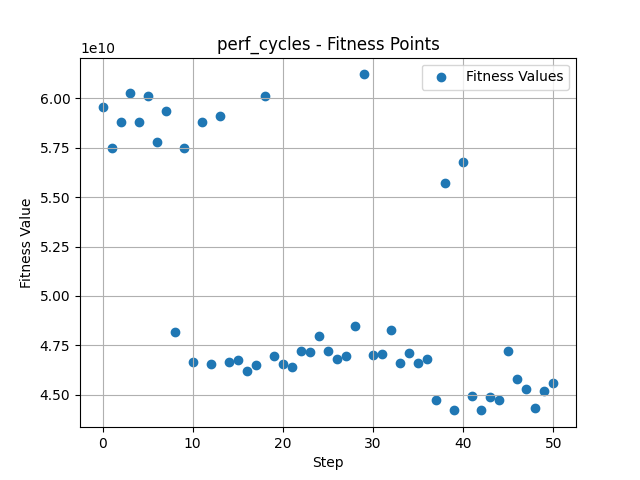 perf_cycles - Fitness Points
1e10
Fitness Values
6.00
5.75
5.50
5.25
5.00
4.75
4.50
Fitness Value
0 10 20 30 40 50
Step